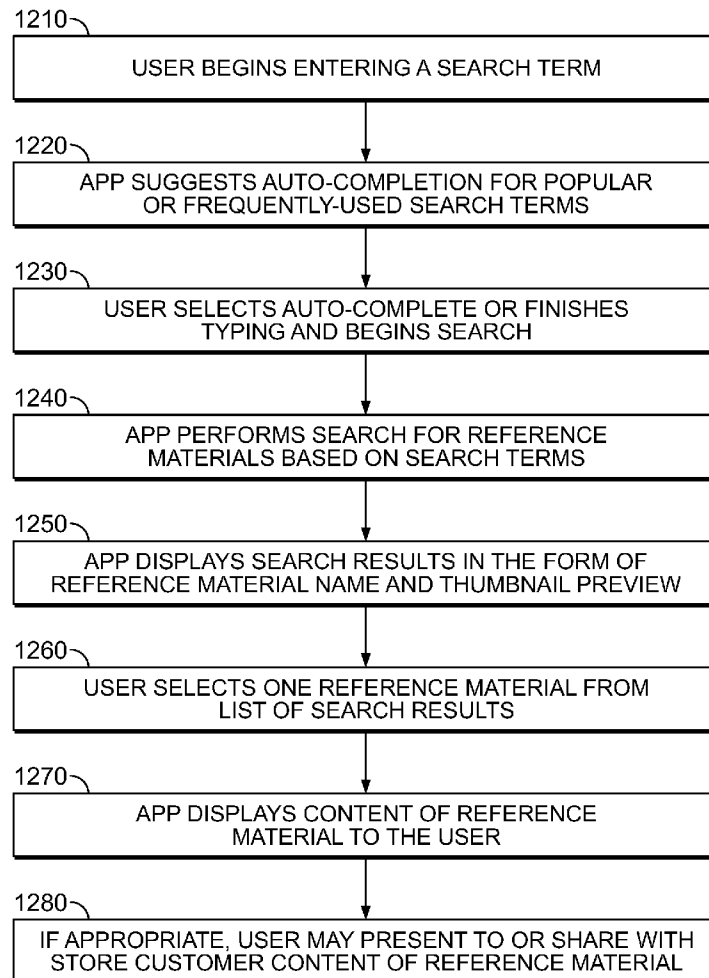 1210
USER BEGINS ENTERING A SEARCH TERM
1220
APP SUGGESTS AUTO-COMPLETION FOR POPULAR
OR FREQUENTLY-USED SEARCH TERMS
1230
USER SELECTS AUTO-COMPLETE OR FINISHES
TYPING AND BEGINS SEARCH
1240
APP PERFORMS SEARCH FOR REFERENCE
MATERIALS BASED ON SEARCH TERMS
1250
APP DISPLAYS SEARCH RESULTS IN THE FORM OF
REFERENCE MATERIAL NAME AND THUMBNAIL PREVIEW
1260
USER SELECTS ONE REFERENCE MATERIAL FROM
LIST OF SEARCH RESULTS
1270
APP DISPLAYS CONTENT OF REFERENCE
MATERIAL TO THE USER
1280
IF APPROPRIATE, USER MAY PRESENT TO OR SHARE WITH
STORE CUSTOMER CONTENT OF REFERENCE MATERIAL